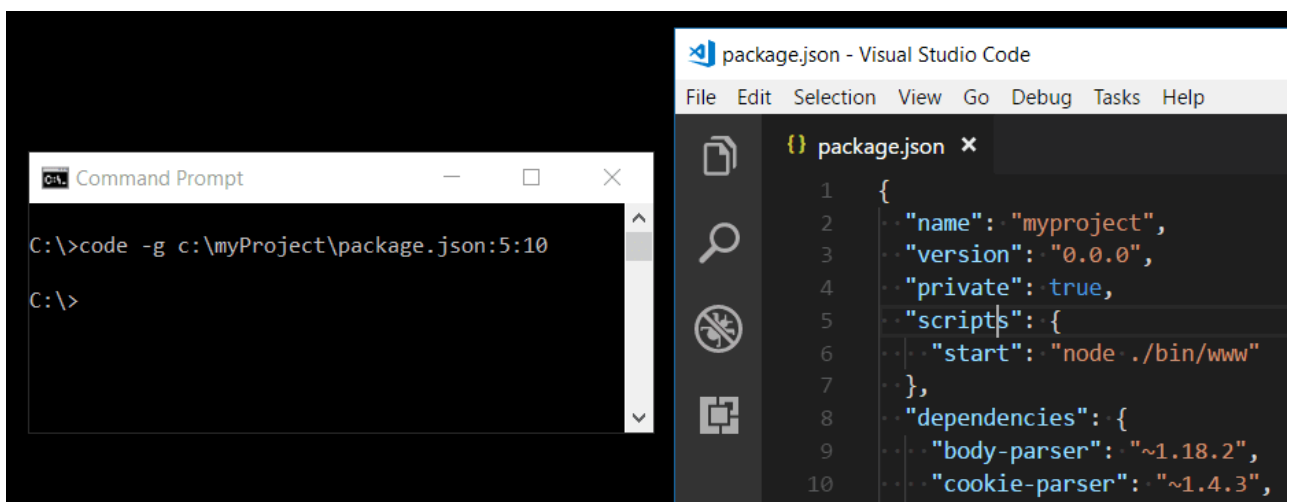 Command Prompt
C:\>code -g c:\myProject\package.json:5:10
C:\>
package.json - Visual Studio Code
File Edit Selection View Go Debug Tasks Help
{} package.json ×
1 {
2 "name": "myproject",
3 "version": "0.0.0",
4 "private": true,
5 "scripts": {
6 "start": "node ./bin/www"
7 },
8 "dependencies": {
9 "body-parser": "~1.18.2",
10 "cookie-parser": "~1.4.3",